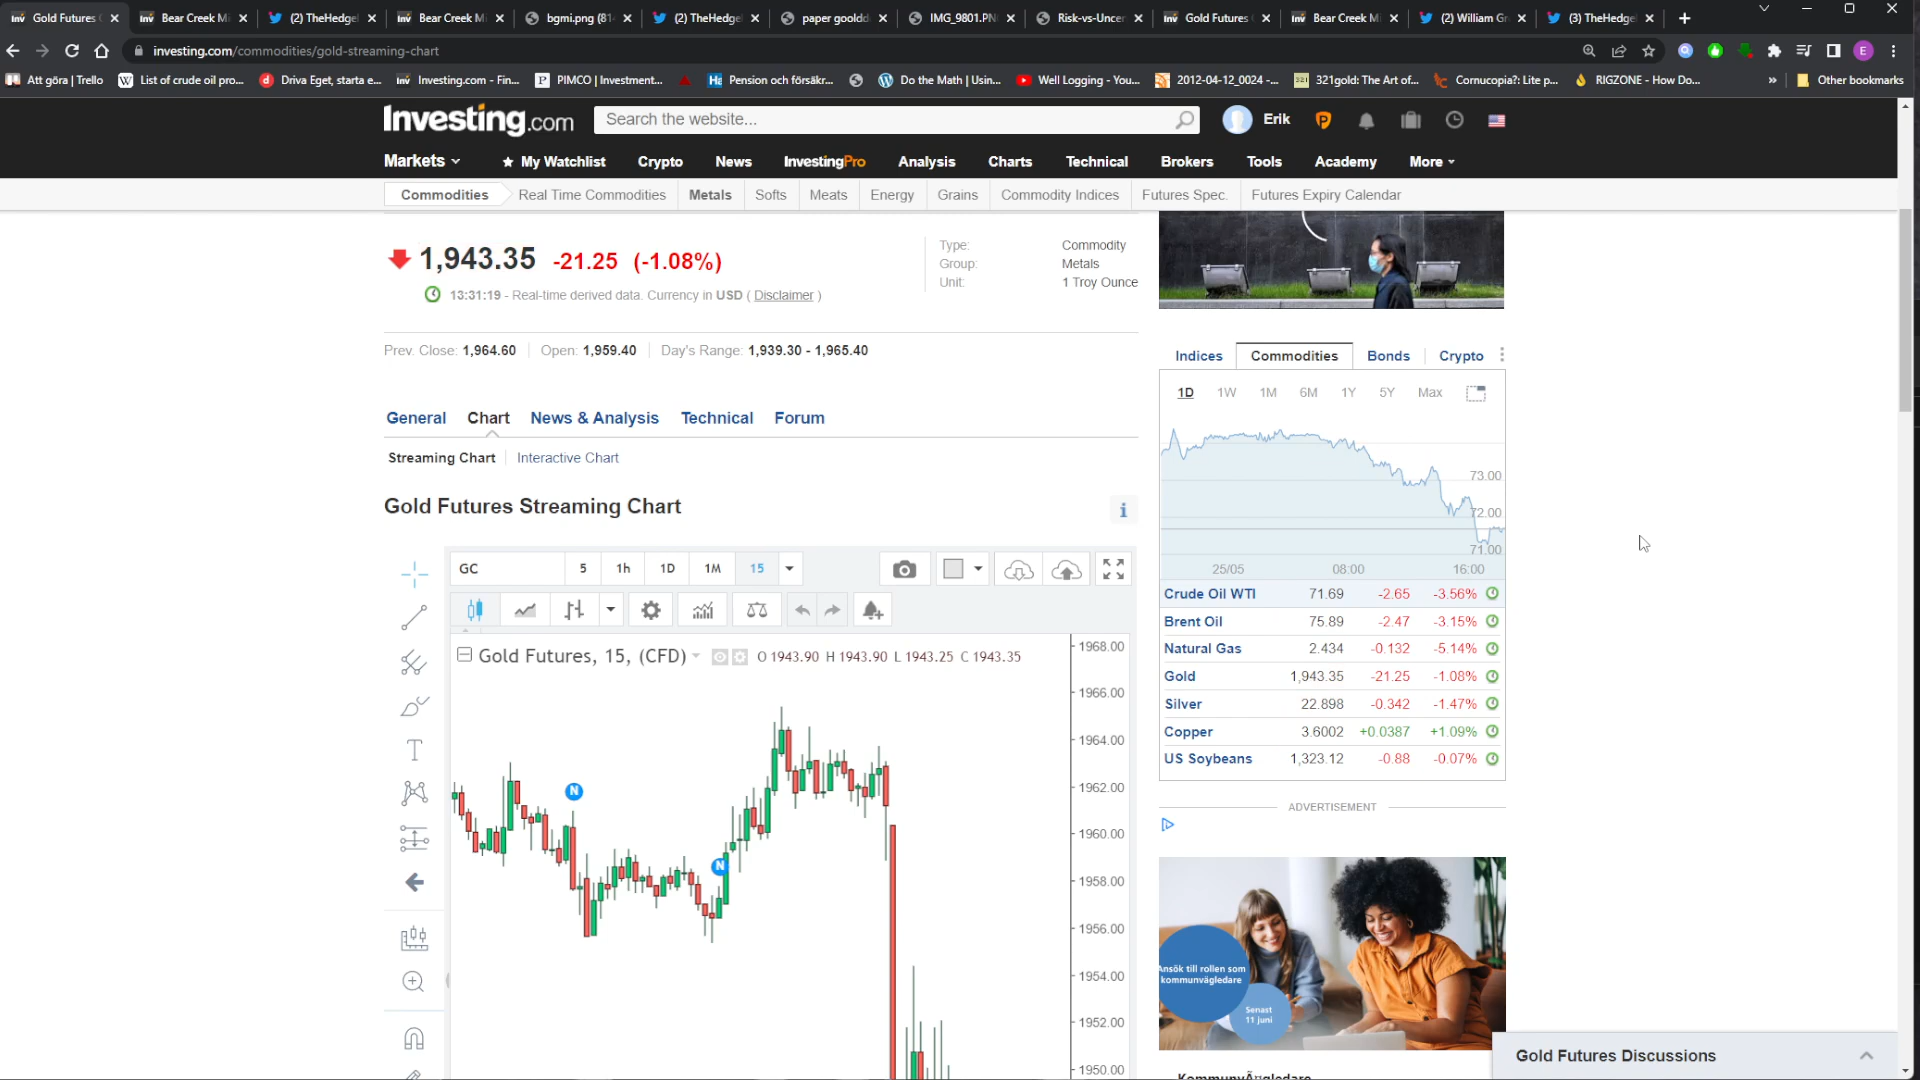 Gold Futures
Bear Creek Mi
(2) TheHedge
Bear Creek Mi
bgmi.png (81
(2) TheHedge
paper goold
IMG_9801.PN
Risk-vs-Uncer
Gold Futures
Bear Creek Mi
(2) William G
(3) TheHedge
investing.com/commodities/gold-streaming-chart
Att göra | Trello
List of crude oil pro...
Driva Eget, starta e...
Investing.com - Fin...
PIMCO | Investment...
Pension och försäkr...
Do the Math | Usin...
Well Logging - You...
2012-04-12_0024 -...
321gold: The Art of...
Cornucopia?: Lite p...
RIGZONE - How Do...
Other bookmarks
Investing.com
Search the website...
Erik
Markets
My Watchlist
Crypto
News
InvestingPro
Analysis
Charts
Technical
Brokers
Tools
Academy
More
Commodities
Real Time Commodities
Metals
Softs
Meats
Energy
Grains
Commodity Indices
Futures Spec.
Futures Expiry Calendar
1,943.35 -21.25 (-1.08%)
13:31:19 - Real-time derived data. Currency in USD ( Disclaimer )
Type: Commodity
Group: Metals
Unit: 1 Troy Ounce
Prev. Close: 1,964.60
Open: 1,959.40
Day's Range: 1,939.30 - 1,965.40
General
Chart
News & Analysis
Technical
Forum
Streaming Chart
Interactive Chart
Gold Futures Streaming Chart
i
GC
5
1h
1D
1M
15
T
Gold Futures, 15, (CFD)
O 1943.90 H 1943.90 L 1943.25 C 1943.35
N
N
1968.00
1966.00
1964.00
1962.00
1960.00
1958.00
1956.00
1954.00
1952.00
1950.00
Indices
Commodities
Bonds
Crypto
1D
1W
1M
6M
1Y
5Y
Max
73.00
72.00
71.00
25/05
08:00
16:00
Crude Oil WTI 71.69 -2.65 -3.56%
Brent Oil 75.89 -2.47 -3.15%
Natural Gas 2.434 -0.132 -5.14%
Gold 1,943.35 -21.25 -1.08%
Silver 22.898 -0.342 -1.47%
Copper 3.6002 +0.0387 +1.09%
US Soybeans 1,323.12 -0.88 -0.07%
ADVERTISEMENT
Ansök till rollen som
kommunvägledare
Senast
11 juni
Gold Futures Discussions